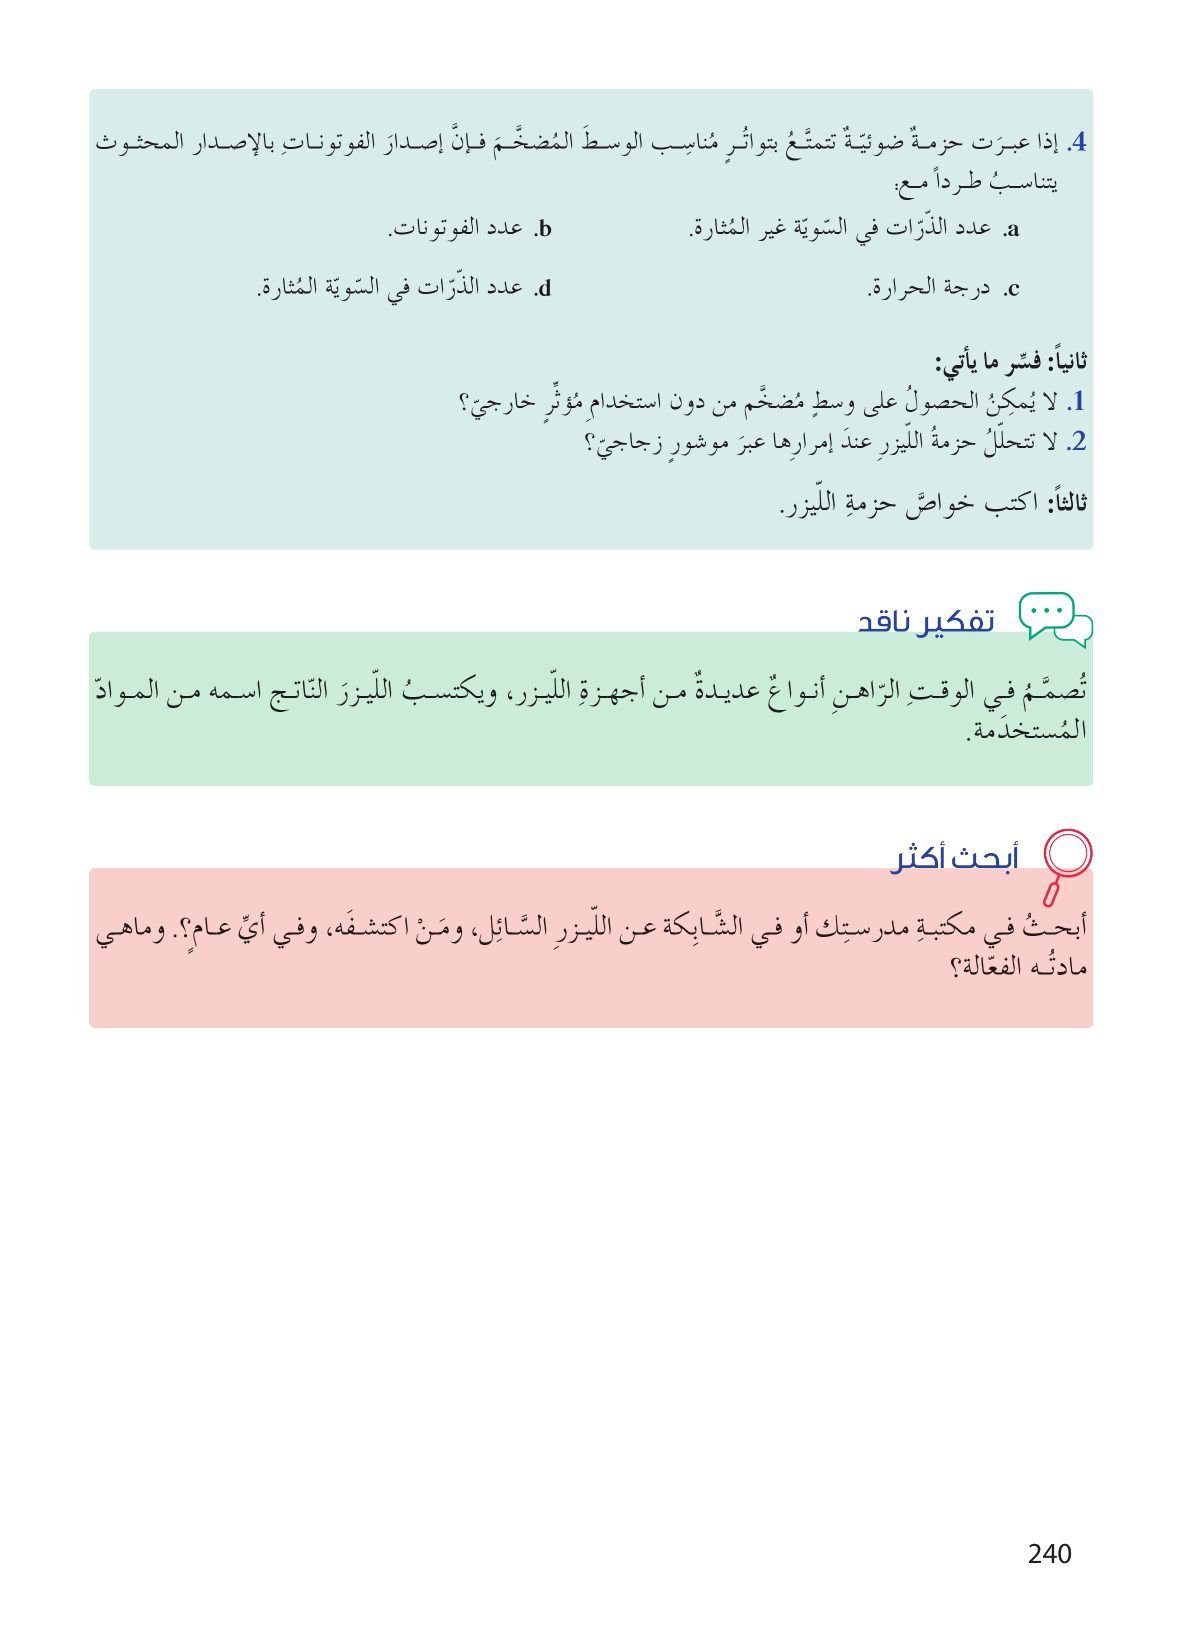 4. إذا عبرَت حزمةٌ ضوئيّةٌ تتمتَّعُ بتواتُرٍ مُناسِب الوسطَ المُضخَّمَ فإنَّ إصدارَ الفوتوناتِ بالإصدار المحثوث
يتناسبُ طرداً مع:
a. عدد الذّرّات في السّويّة غير المُثارة. b. عدد الفوتونات.
c. درجة الحرارة. d. عدد الذّرّات في السّويّة المُثارة.
ثانياً: فسِّر ما يأتي:
1. لا يُمكِنُ الحصولُ على وسطٍ مُضخَّم من دون استخدامِ مُؤثِّرٍ خارجيّ؟
2. لا تتحلّلُ حزمةُ اللّيزرِ عندَ إمرارِها عبرَ موشورٍ زجاجيّ؟
ثالثاً: اكتب خواصَّ حزمةِ اللّيزر.
تفكير ناقد
تُصمَّمُ في الوقتِ الرّاهنِ أنواعٌ عديدةٌ من أجهزةِ اللّيزر، ويكتسبُ اللّيزرَ النّاتج اسمه من الموادّ
المُستخدَمة.
أبحث أكثر
أبحثُ في مكتبةِ مدرستِك أو في الشَّابِكة عن اللّيزرِ السَّائِل، ومَنْ اكتشفَه، وفي أيِّ عامٍ؟. وماهي
مادتُه الفعّالة؟
240